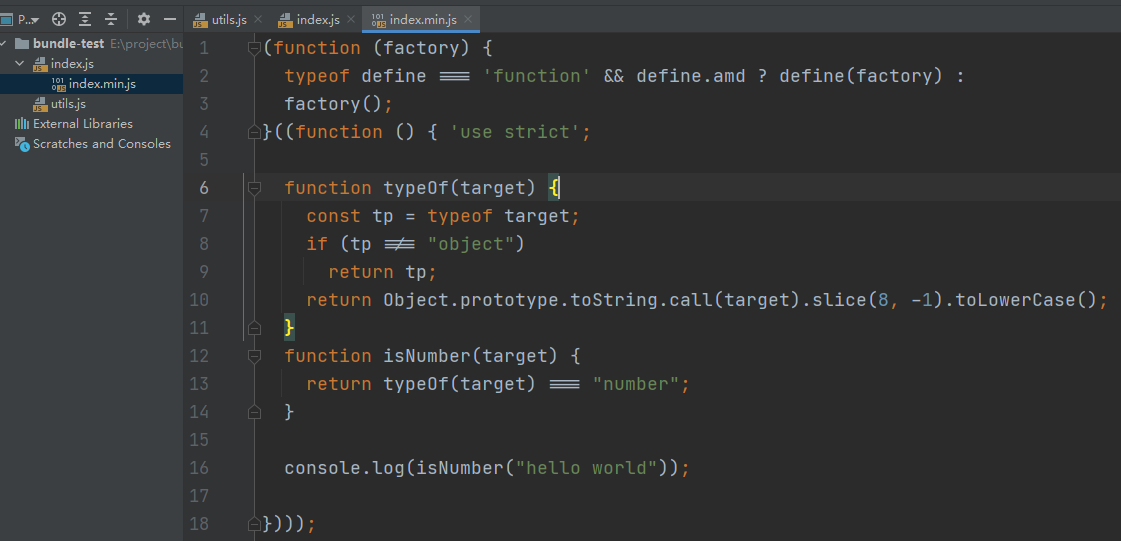 P...
utils.js
index.js
index.min.js
bundle-test E:\project\bu
index.js
index.min.js
utils.js
External Libraries
Scratches and Consoles
1 (function (factory) {
2 typeof define === 'function' && define.amd ? define(factory) :
3 factory();
4 }((function () { 'use strict';
5
6 function typeOf(target) {
7 const tp = typeof target;
8 if (tp !== "object")
9 return tp;
10 return Object.prototype.toString.call(target).slice(8, -1).toLowerCase();
11 }
12 function isNumber(target) {
13 return typeOf(target) === "number";
14 }
15
16 console.log(isNumber("hello world"));
17
18 })));